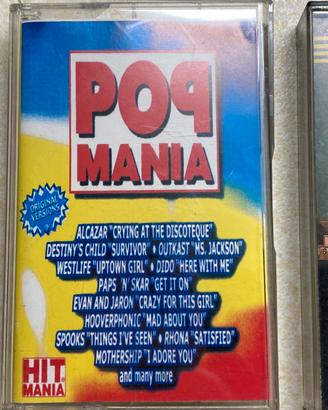 POP
MANIA
ORIGINAL
VERSIONS
ALCAZAR "CRYING AT THE DISCOTEQUE"
DESTINY'S CHILD "SURVIVOR" • OUTKAST "MS. JACKSON"
WESTLIFE "UPTOWN GIRL" • DIDO "HERE WITH ME"
PAPS 'N' SKAR "GET IT ON"
EVAN AND JARON "CRAZY FOR THIS GIRL"
HOOVERPHONIC "MAD ABOUT YOU"
SPOOKS "THINGS I'VE SEEN" • RHONA "SATISFIED"
MOTHERSHIP "I ADORE YOU"
and many more
HIT
MANIA